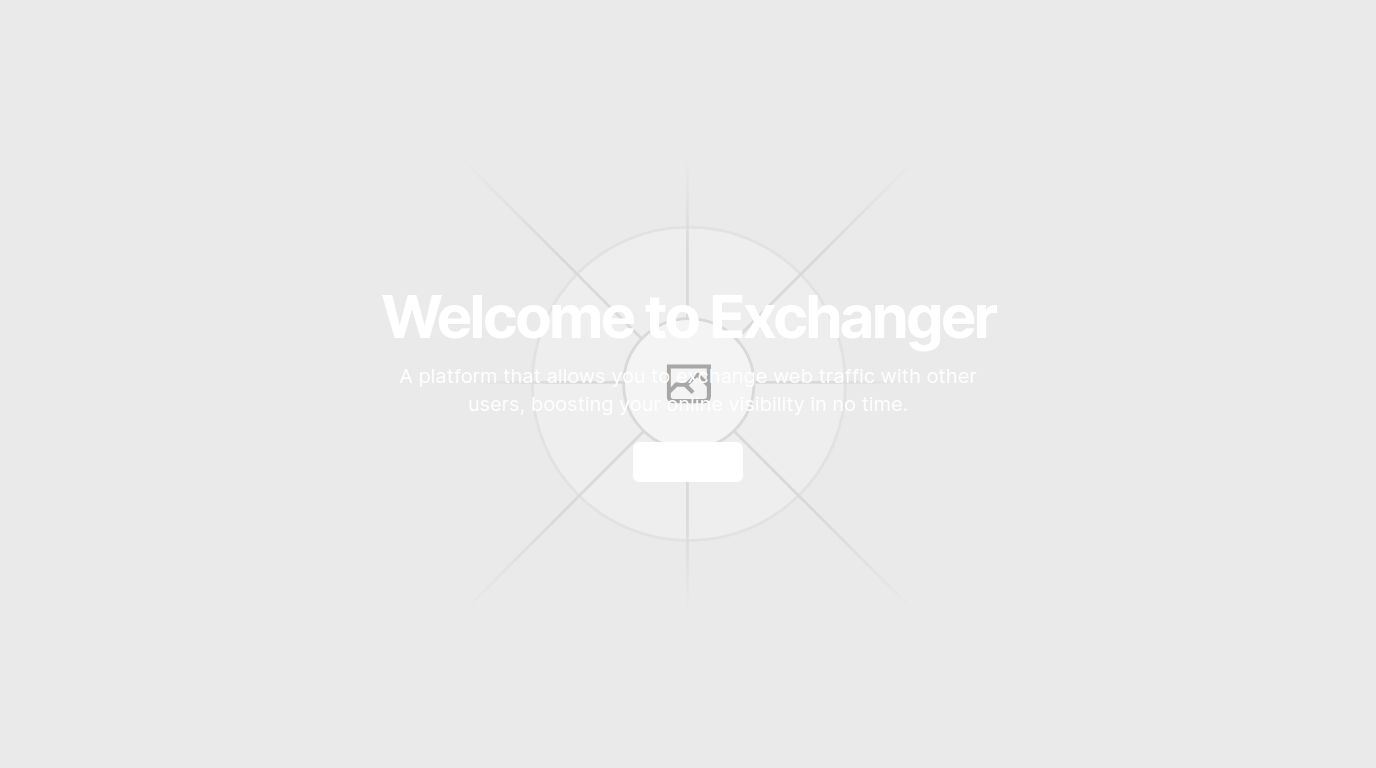 Welcome to Exchanger
A platform that allows you to exchange web traffic with other
users, boosting your online visibility in no time.